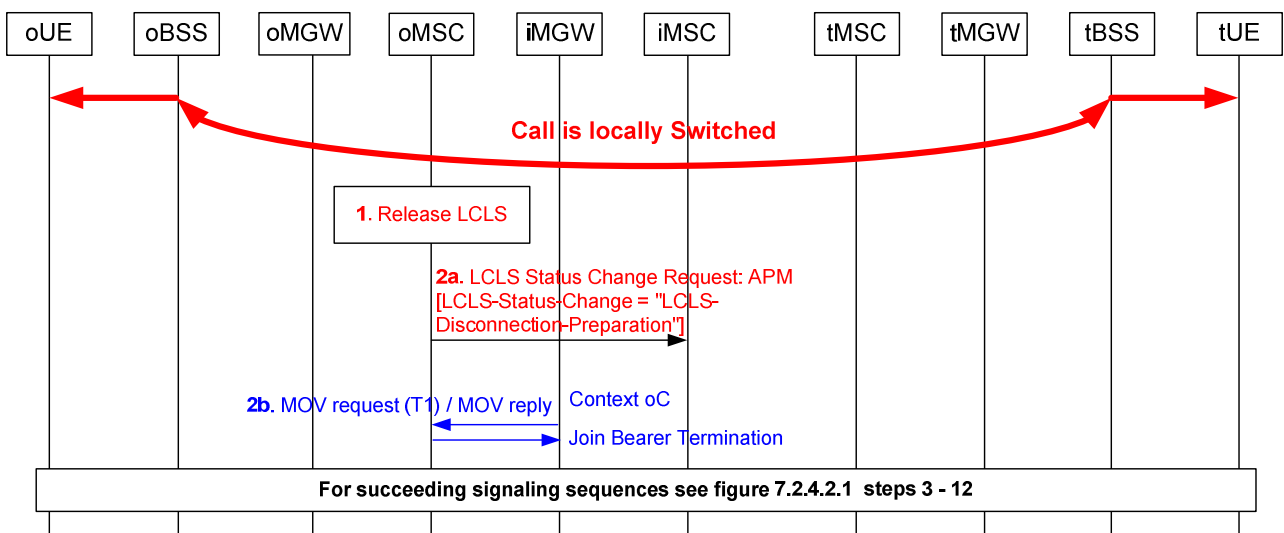 oUE oBSS oMGW oMSC iMGW iMSC tMSC tMGW tBSS tUE
Call is locally Switched
1. Release LCLS
2a. LCLS Status Change Request: APM
[LCLS-Status-Change = "LCLS-
Disconnection-Preparation"]
2b. MOV request (T1) / MOV reply
Context oC
Join Bearer Termination
For succeeding signaling sequences see figure 7.2.4.2.1 steps 3 - 12